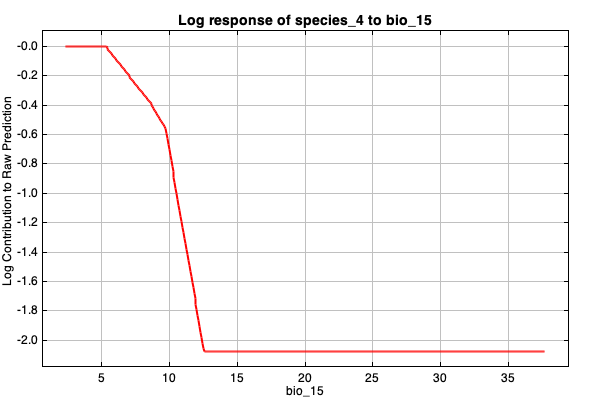 Log response of species_4 to bio_15
Log Contribution to Raw Prediction
-0.0
-0.2
-0.4
-0.6
-0.8
-1.0
-1.2
-1.4
-1.6
-1.8
-2.0
5 10 15 20 25 30 35
bio_15